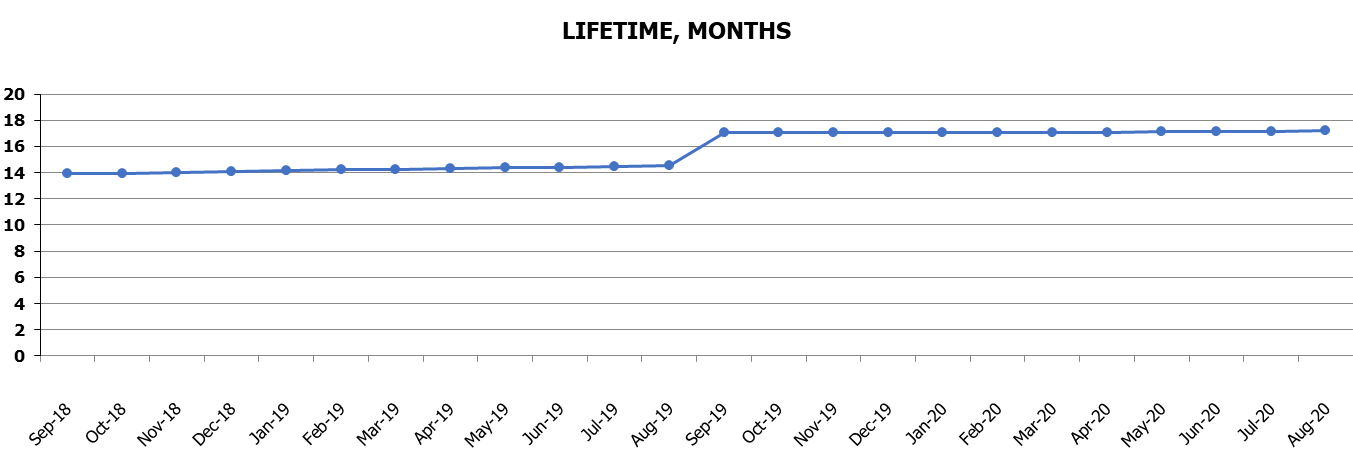 LIFETIME, MONTHS
20
18
16
14
12
10
8
6
4
2
0
Sep-18
Oct-18
Nov-18
Dec-18
Jan-19
Feb-19
Mar-19
Apr-19
May-19
Jun-19
Jul-19
Aug-19
Sep-19
Oct-19
Nov-19
Dec-19
Jan-20
Feb-20
Mar-20
Apr-20
May-20
Jun-20
Jul-20
Aug-20